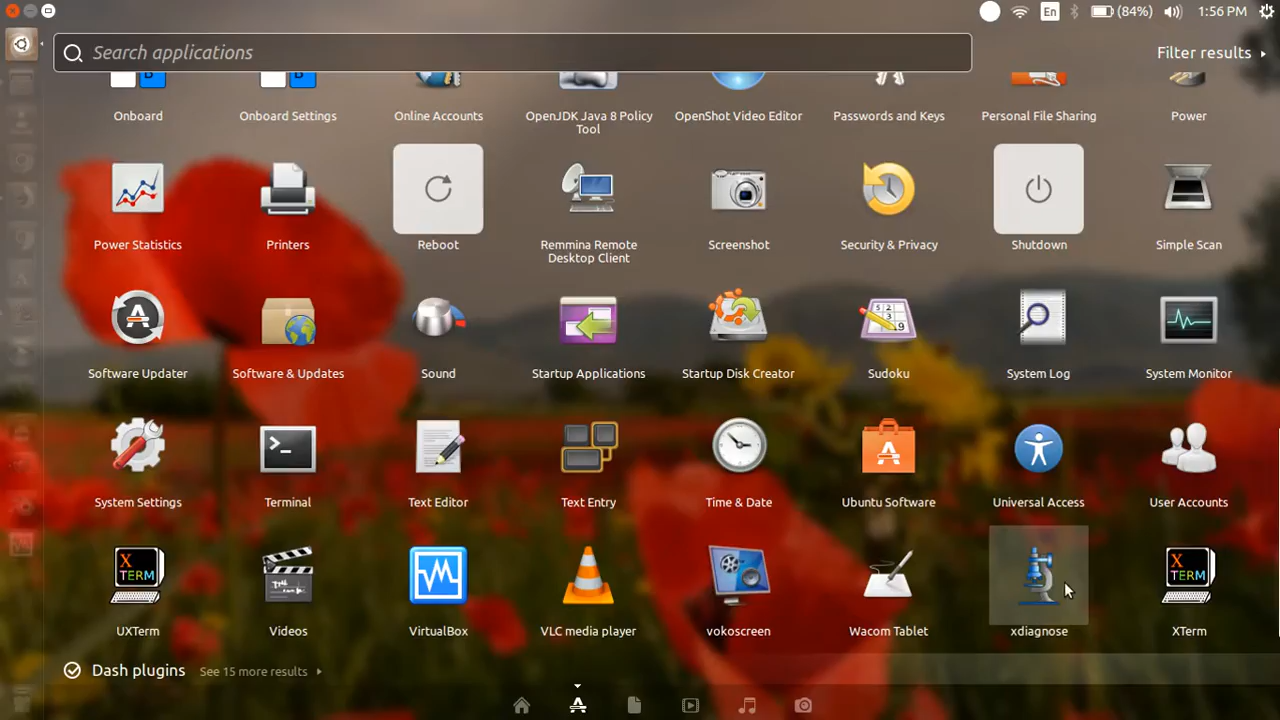 En (84%) 1:56 PM
Search applications
Filter results
Onboard Onboard Settings Online Accounts OpenJDK Java 8 Policy OpenShot Video Editor Passwords and Keys Personal File Sharing Power
Tool
Power Statistics Printers Reboot Remmina Remote Screenshot Security & Privacy Shutdown Simple Scan
Desktop Client
Software Updater Software & Updates Sound Startup Applications Startup Disk Creator Sudoku System Log System Monitor
System Settings Terminal Text Editor Text Entry Time & Date Ubuntu Software Universal Access User Accounts
X TERM X TERM
UXTerm Videos VirtualBox VLC media player vokoscreen Wacom Tablet xdiagnose XTerm
Dash plugins See 15 more results